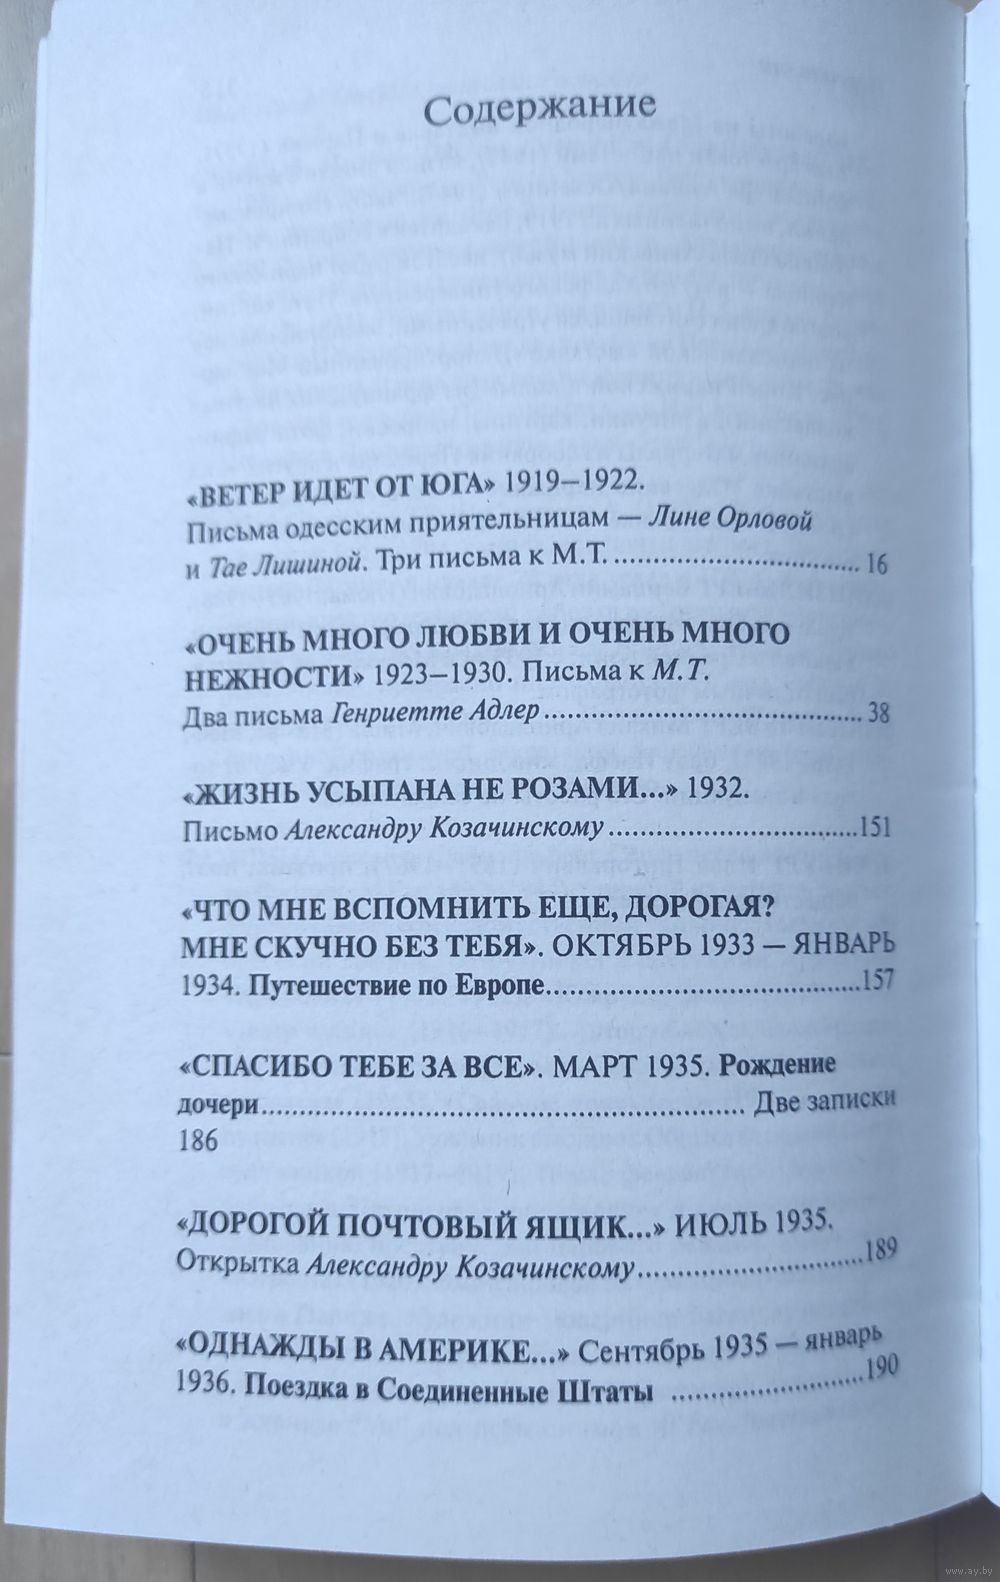 Содержание
«ВЕТЕР ИДЕТ ОТ ЮГА» 1919–1922.
Письма одесским приятельницам — Лине Орловой
и Тае Лишиной. Три письма к М.Т. ............................... 16
«ОЧЕНЬ МНОГО ЛЮБВИ И ОЧЕНЬ МНОГО
НЕЖНОСТИ» 1923–1930. Письма к М.Т.
Два письма Генриетте Адлер ........................................ 38
«ЖИЗНЬ УСЫПАНА НЕ РОЗАМИ...» 1932.
Письмо Александру Козачинскому ...............................151
«ЧТО МНЕ ВСПОМНИТЬ ЕЩЕ, ДОРОГАЯ?
МНЕ СКУЧНО БЕЗ ТЕБЯ». ОКТЯБРЬ 1933 — ЯНВАРЬ
1934. Путешествие по Европе.......................................157
«СПАСИБО ТЕБЕ ЗА ВСЕ». МАРТ 1935. Рождение
дочери............................................................ Две записки
186
«ДОРОГОЙ ПОЧТОВЫЙ ЯЩИК...» ИЮЛЬ 1935.
Открытка Александру Козачинскому............................189
«ОДНАЖДЫ В АМЕРИКЕ...» Сентябрь 1935 — январь
1936. Поездка в Соединенные Штаты ........................190
www.ay.by